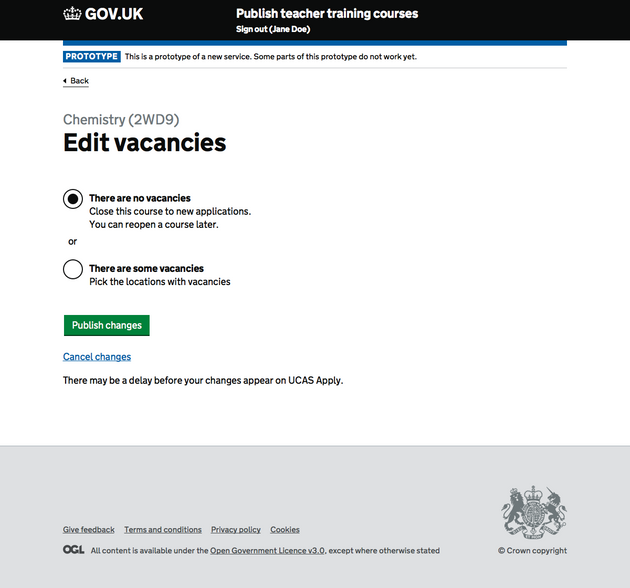 GOV.UK
Publish teacher training courses
Sign out (Jane Doe)
PROTOTYPE This is a prototype of a new service. Some parts of this prototype do not work yet.
Back
Chemistry (2WD9)
Edit vacancies
There are no vacancies
Close this course to new applications.
You can reopen a course later.
or
There are some vacancies
Pick the locations with vacancies
Publish changes
Cancel changes
There may be a delay before your changes appear on UCAS Apply.
Give feedback Terms and conditions Privacy policy Cookies
OGL All content is available under the Open Government Licence v3.0, except where otherwise stated
© Crown copyright